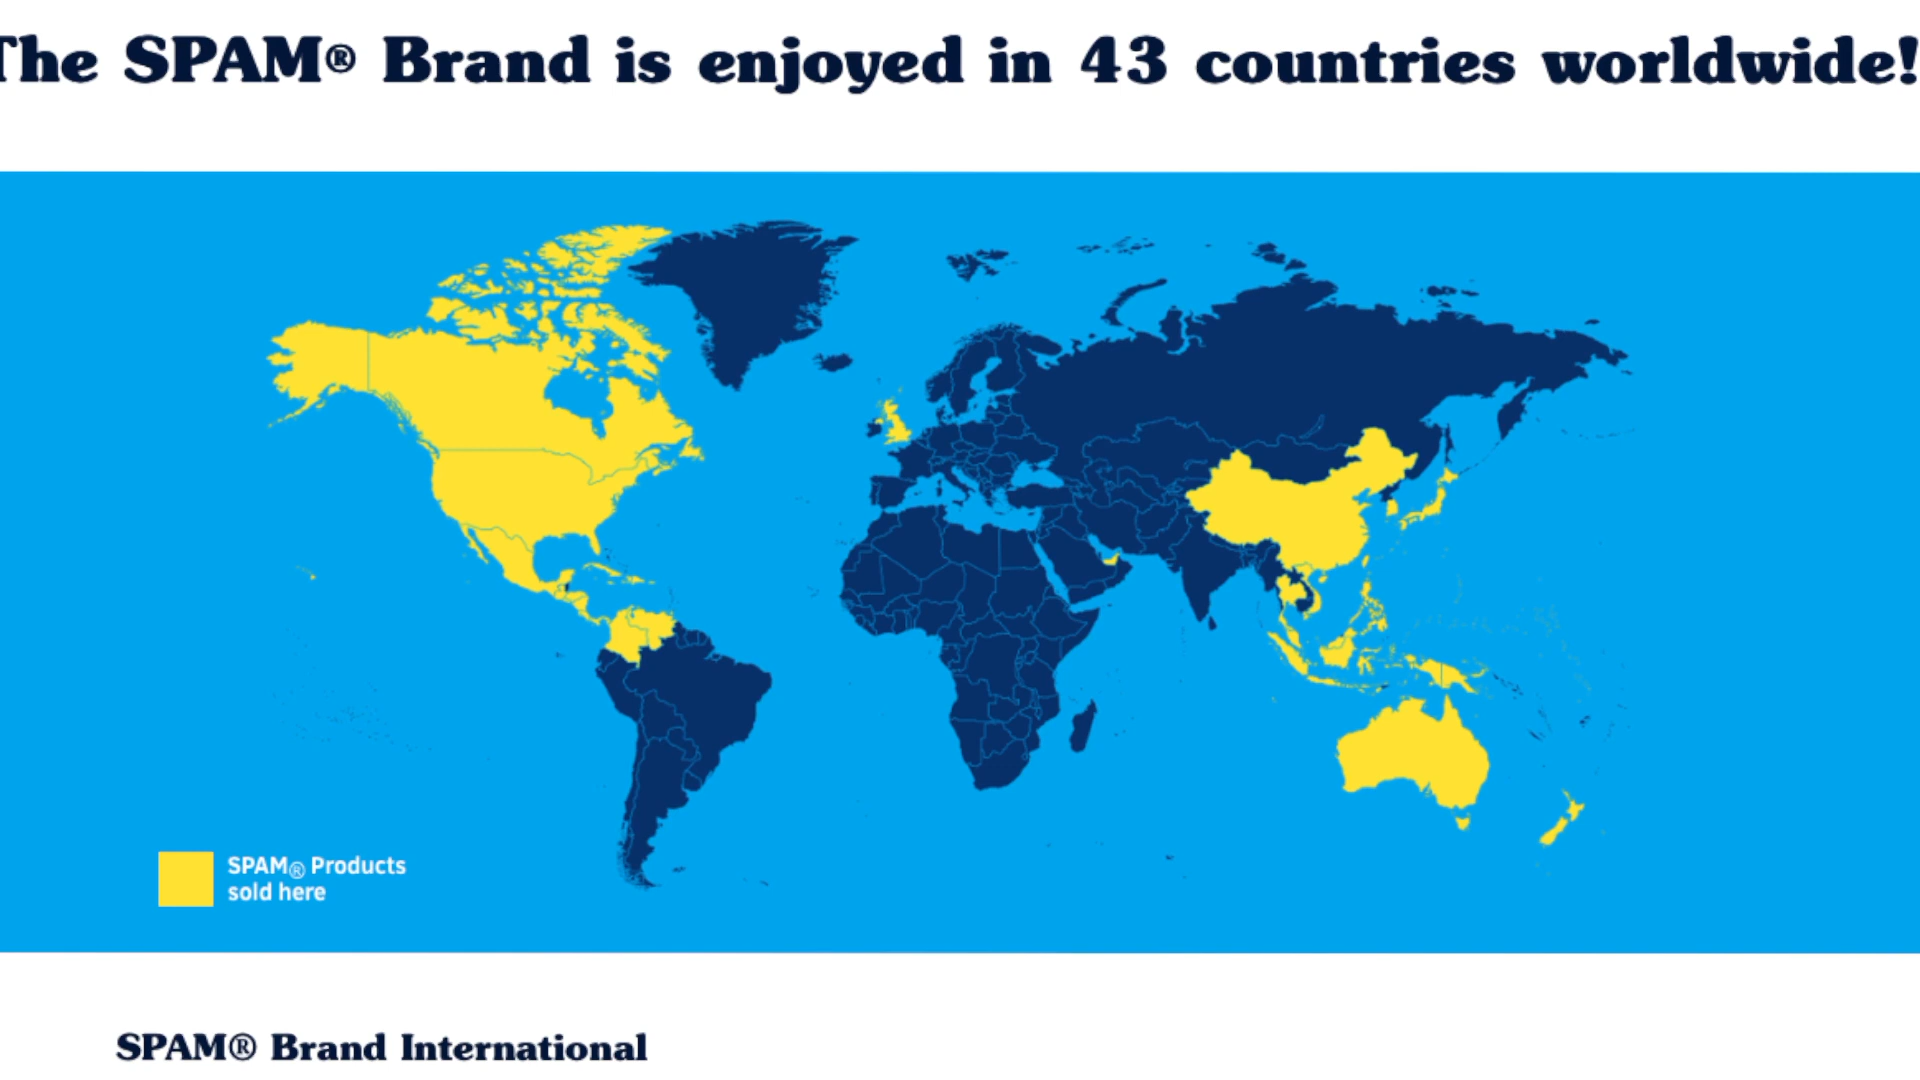 The SPAM® Brand is enjoyed in 43 countries worldwide!
SPAM® Products
sold here
SPAM® Brand International